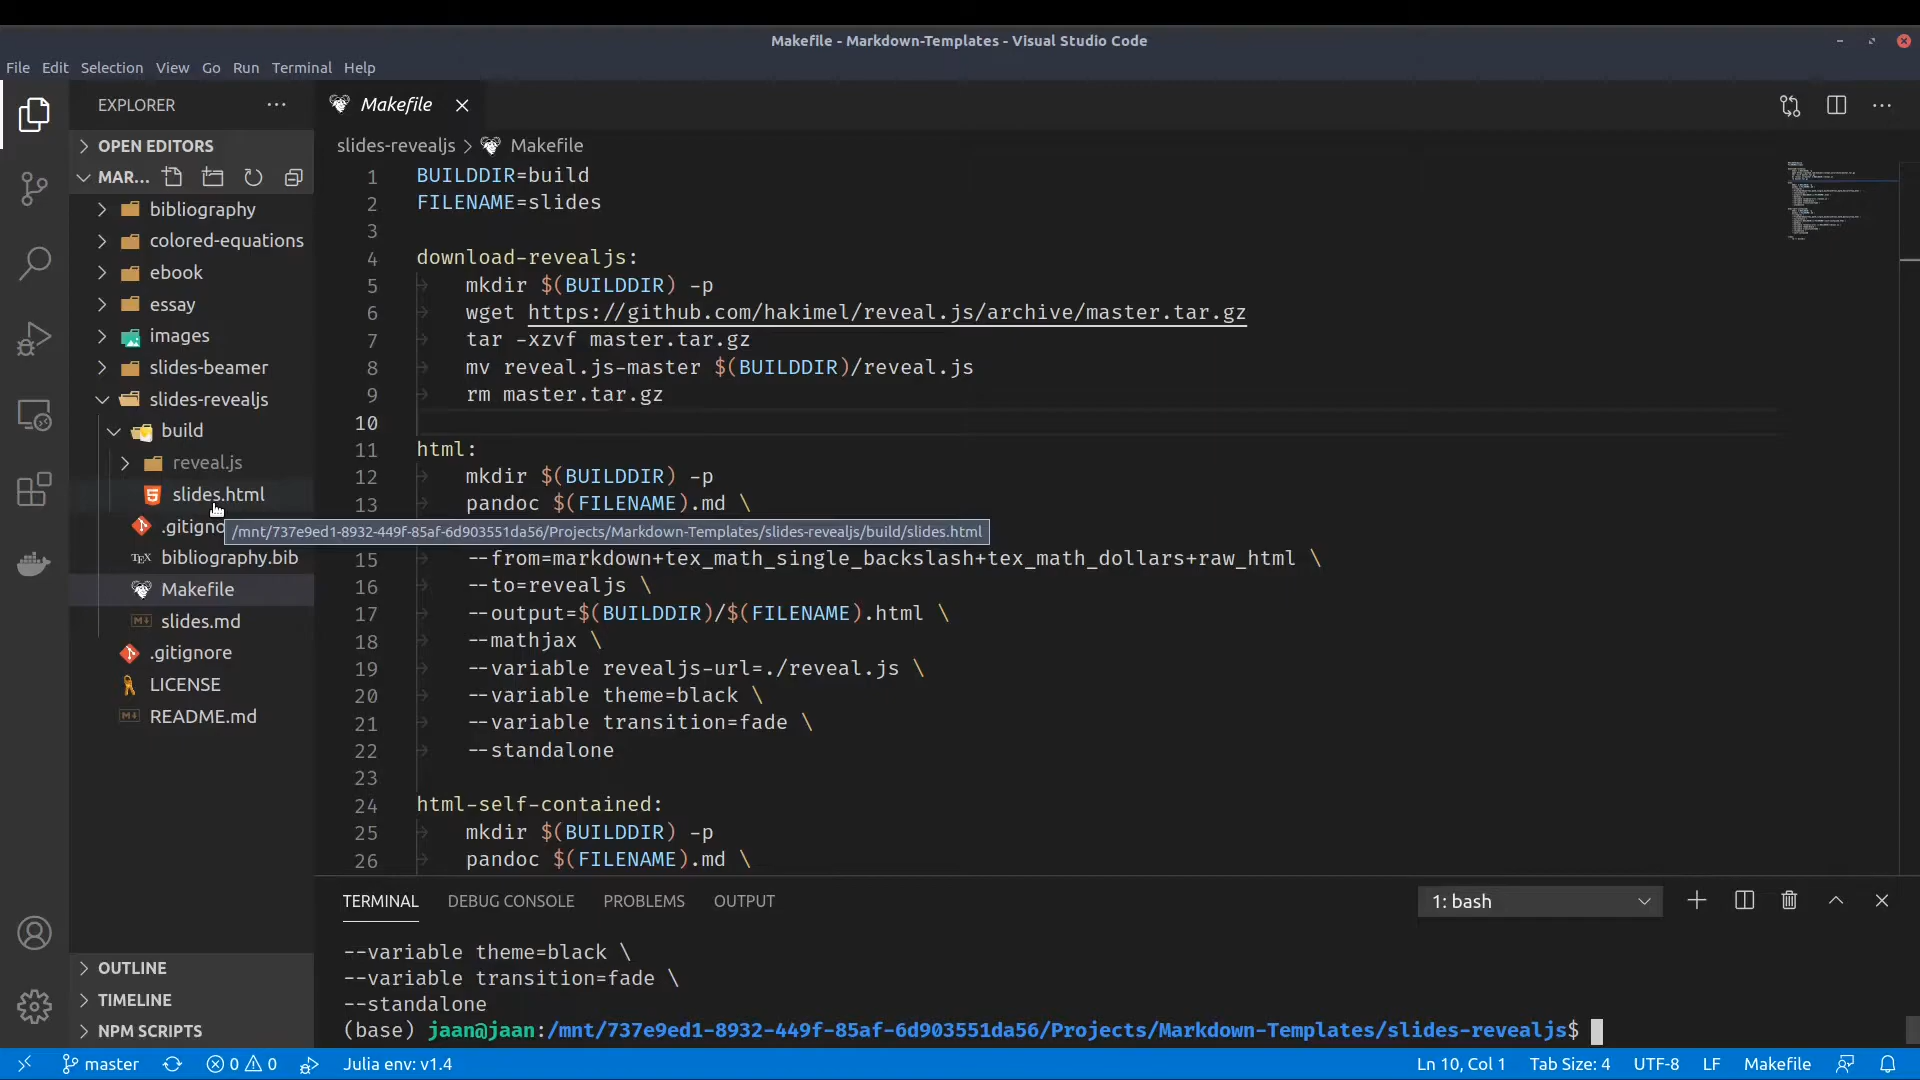 Makefile - Markdown-Templates - Visual Studio Code
File Edit Selection View Go Run Terminal Help
EXPLORER
OPEN EDITORS
MAR...
bibliography
colored-equations
ebook
essay
images
slides-beamer
slides-revealjs
build
reveal.js
slides.html
.gitigno
/mnt/737e9ed1-8932-449f-85af-6d903551da56/Projects/Markdown-Templates/slides-revealjs/build/slides.html
bibliography.bib
Makefile
slides.md
.gitignore
LICENSE
README.md
OUTLINE
TIMELINE
NPM SCRIPTS
Makefile
slides-revealjs > Makefile
1 BUILDDIR=build
2 FILENAME=slides
3
4 download-revealjs:
5 mkdir $(BUILDDIR) -p
6 wget https://github.com/hakimel/reveal.js/archive/master.tar.gz
7 tar -xzvf master.tar.gz
8 mv reveal.js-master $(BUILDDIR)/reveal.js
9 rm master.tar.gz
10
11 html:
12 mkdir $(BUILDDIR) -p
13 pandoc $(FILENAME).md \
15 --from=markdown+tex_math_single_backslash+tex_math_dollars+raw_html \
16 --to=revealjs \
17 --output=$(BUILDDIR)/$(FILENAME).html \
18 --mathjax \
19 --variable revealjs-url=./reveal.js \
20 --variable theme=black \
21 --variable transition=fade \
22 --standalone
23
24 html-self-contained:
25 mkdir $(BUILDDIR) -p
26 pandoc $(FILENAME).md \
TERMINAL DEBUG CONSOLE PROBLEMS OUTPUT 1: bash
--variable theme=black \
--variable transition=fade \
--standalone
(base) jaan@jaan:/mnt/737e9ed1-8932-449f-85af-6d903551da56/Projects/Markdown-Templates/slides-revealjs$
master 0 0 Julia env: v1.4 Ln 10, Col 1 Tab Size: 4 UTF-8 LF Makefile